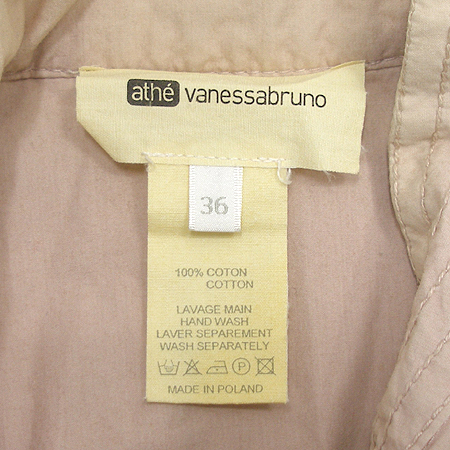 athé vanessabruno
36
100% COTON
COTTON
LAVAGE MAIN
HAND WASH
LAVER SEPAREMENT
WASH SEPARATELY
P
MADE IN POLAND